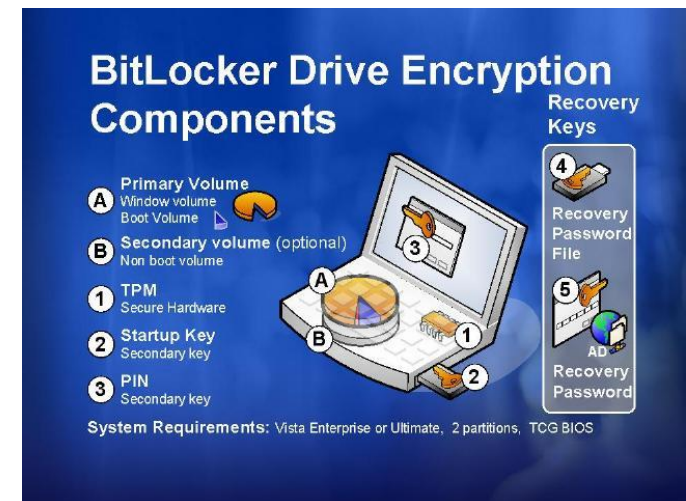 BitLocker Drive Encryption
Components
Recovery
Keys
A
Primary Volume
Window volume
Boot Volume
B
Secondary volume (optional)
Non boot volume
1
TPM
Secure Hardware
2
Startup Key
Secondary key
3
PIN
Secondary key
3
A
B
1
2
4
Recovery
Password
File
5
AD
Recovery
Password
System Requirements: Vista Enterprise or Ultimate, 2 partitions, TCG BIOS